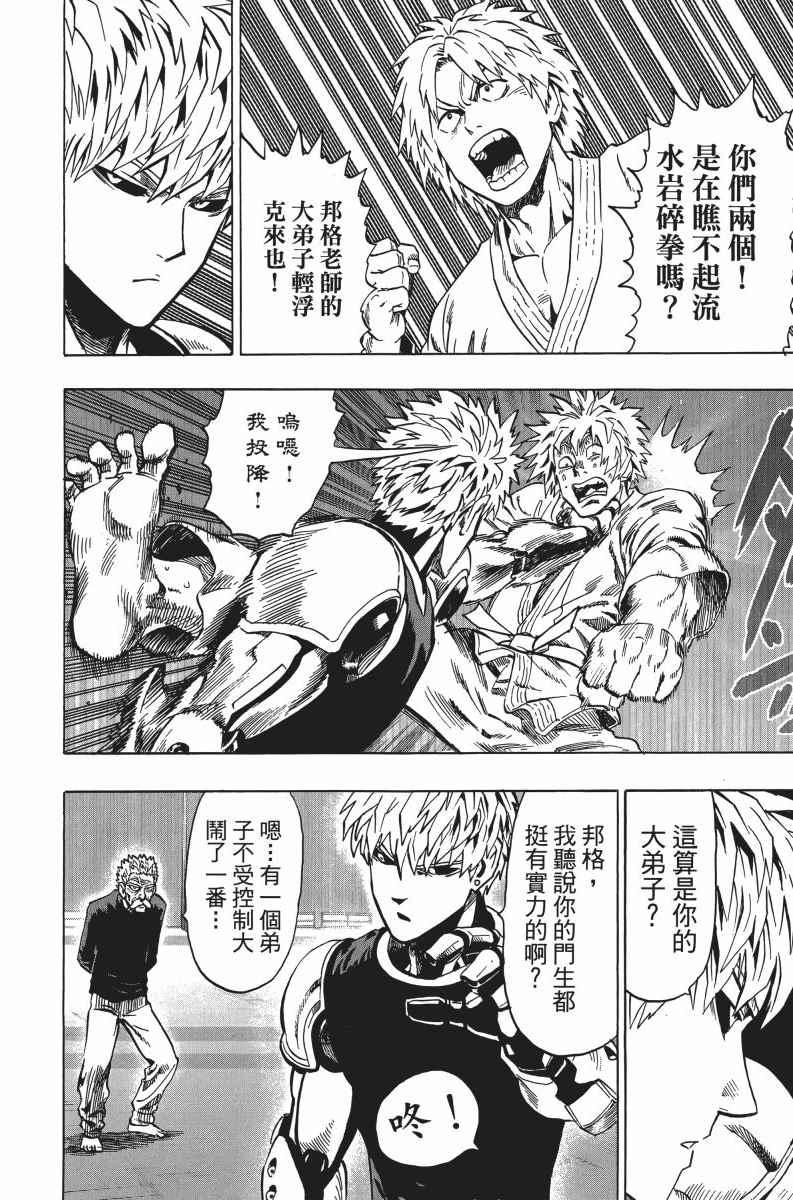 你們兩個！
是在瞧不起流
水岩碎拳嗎？
邦格老師的
大弟子輕浮
克來也！
嗚噁！
我投降！
這算是你的
大弟子？
邦格，
我聽說你的門生都
挺有實力的啊？
咚！
嗯…有一個弟
子不受控制大
鬧了一番…